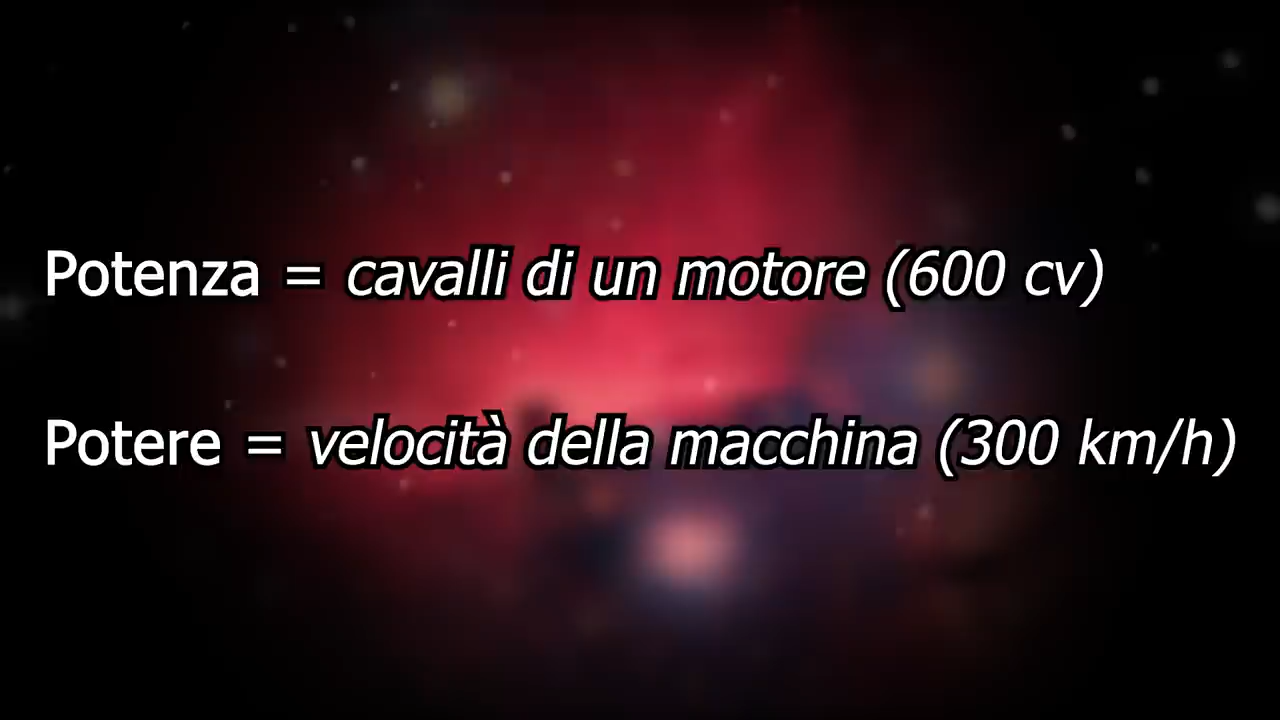 Potenza = cavalli di un motore (600 cv)
Potere = velocità della macchina (300 km/h)